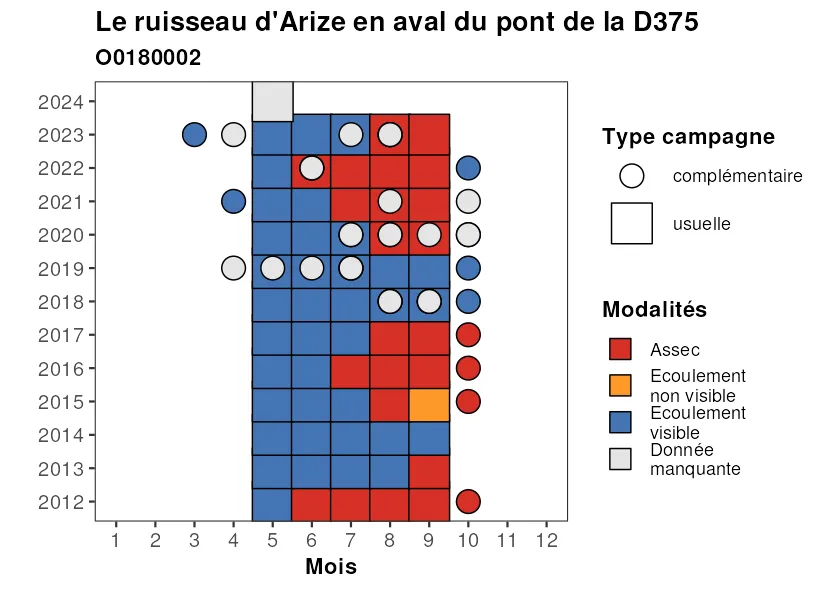 Le ruisseau d'Arize en aval du pont de la D375
O0180002
2024
2023
2022
2021
2020
2019
2018
2017
2016
2015
2014
2013
2012
1 2 3 4 5 6 7 8 9 10 11 12
Mois
Type campagne
complémentaire
usuelle
Modalités
Assec
Ecoulement
non visible
Ecoulement
visible
Donnée
manquante